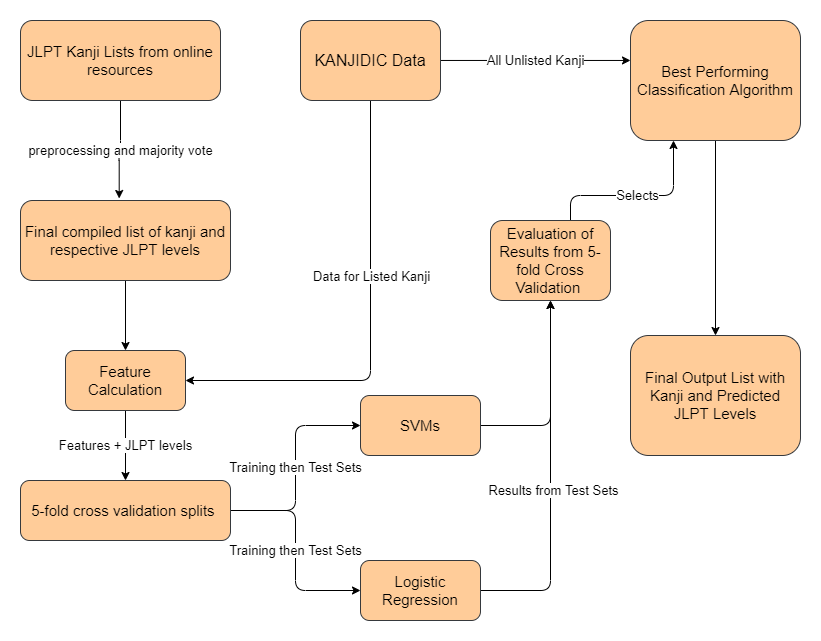 JLPT Kanji Lists from online
resources
KANJIDIC Data
All Unlisted Kanji
Best Performing
Classification Algorithm
preprocessing and majority vote
Selects
Final compiled list of kanji and
respective JLPT levels
Evaluation of
Results from 5-
fold Cross
Validation
Data for Listed Kanji
Feature
Calculation
Final Output List with
Kanji and Predicted
JLPT Levels
Features + JLPT levels
SVMs
Training then Test Sets
Results from Test Sets
5-fold cross validation splits
Training then Test Sets
Logistic
Regression